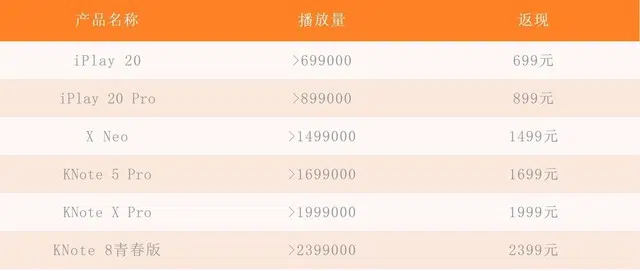 产品名称 播放量 返现
iPlay 20 >699000 699元
iPlay 20 Pro >899000 899元
X Neo >1499000 1499元
KNote 5 Pro >1699000 1699元
KNote X Pro >1999000 1999元
KNote 8青春版 >2399000 2399元